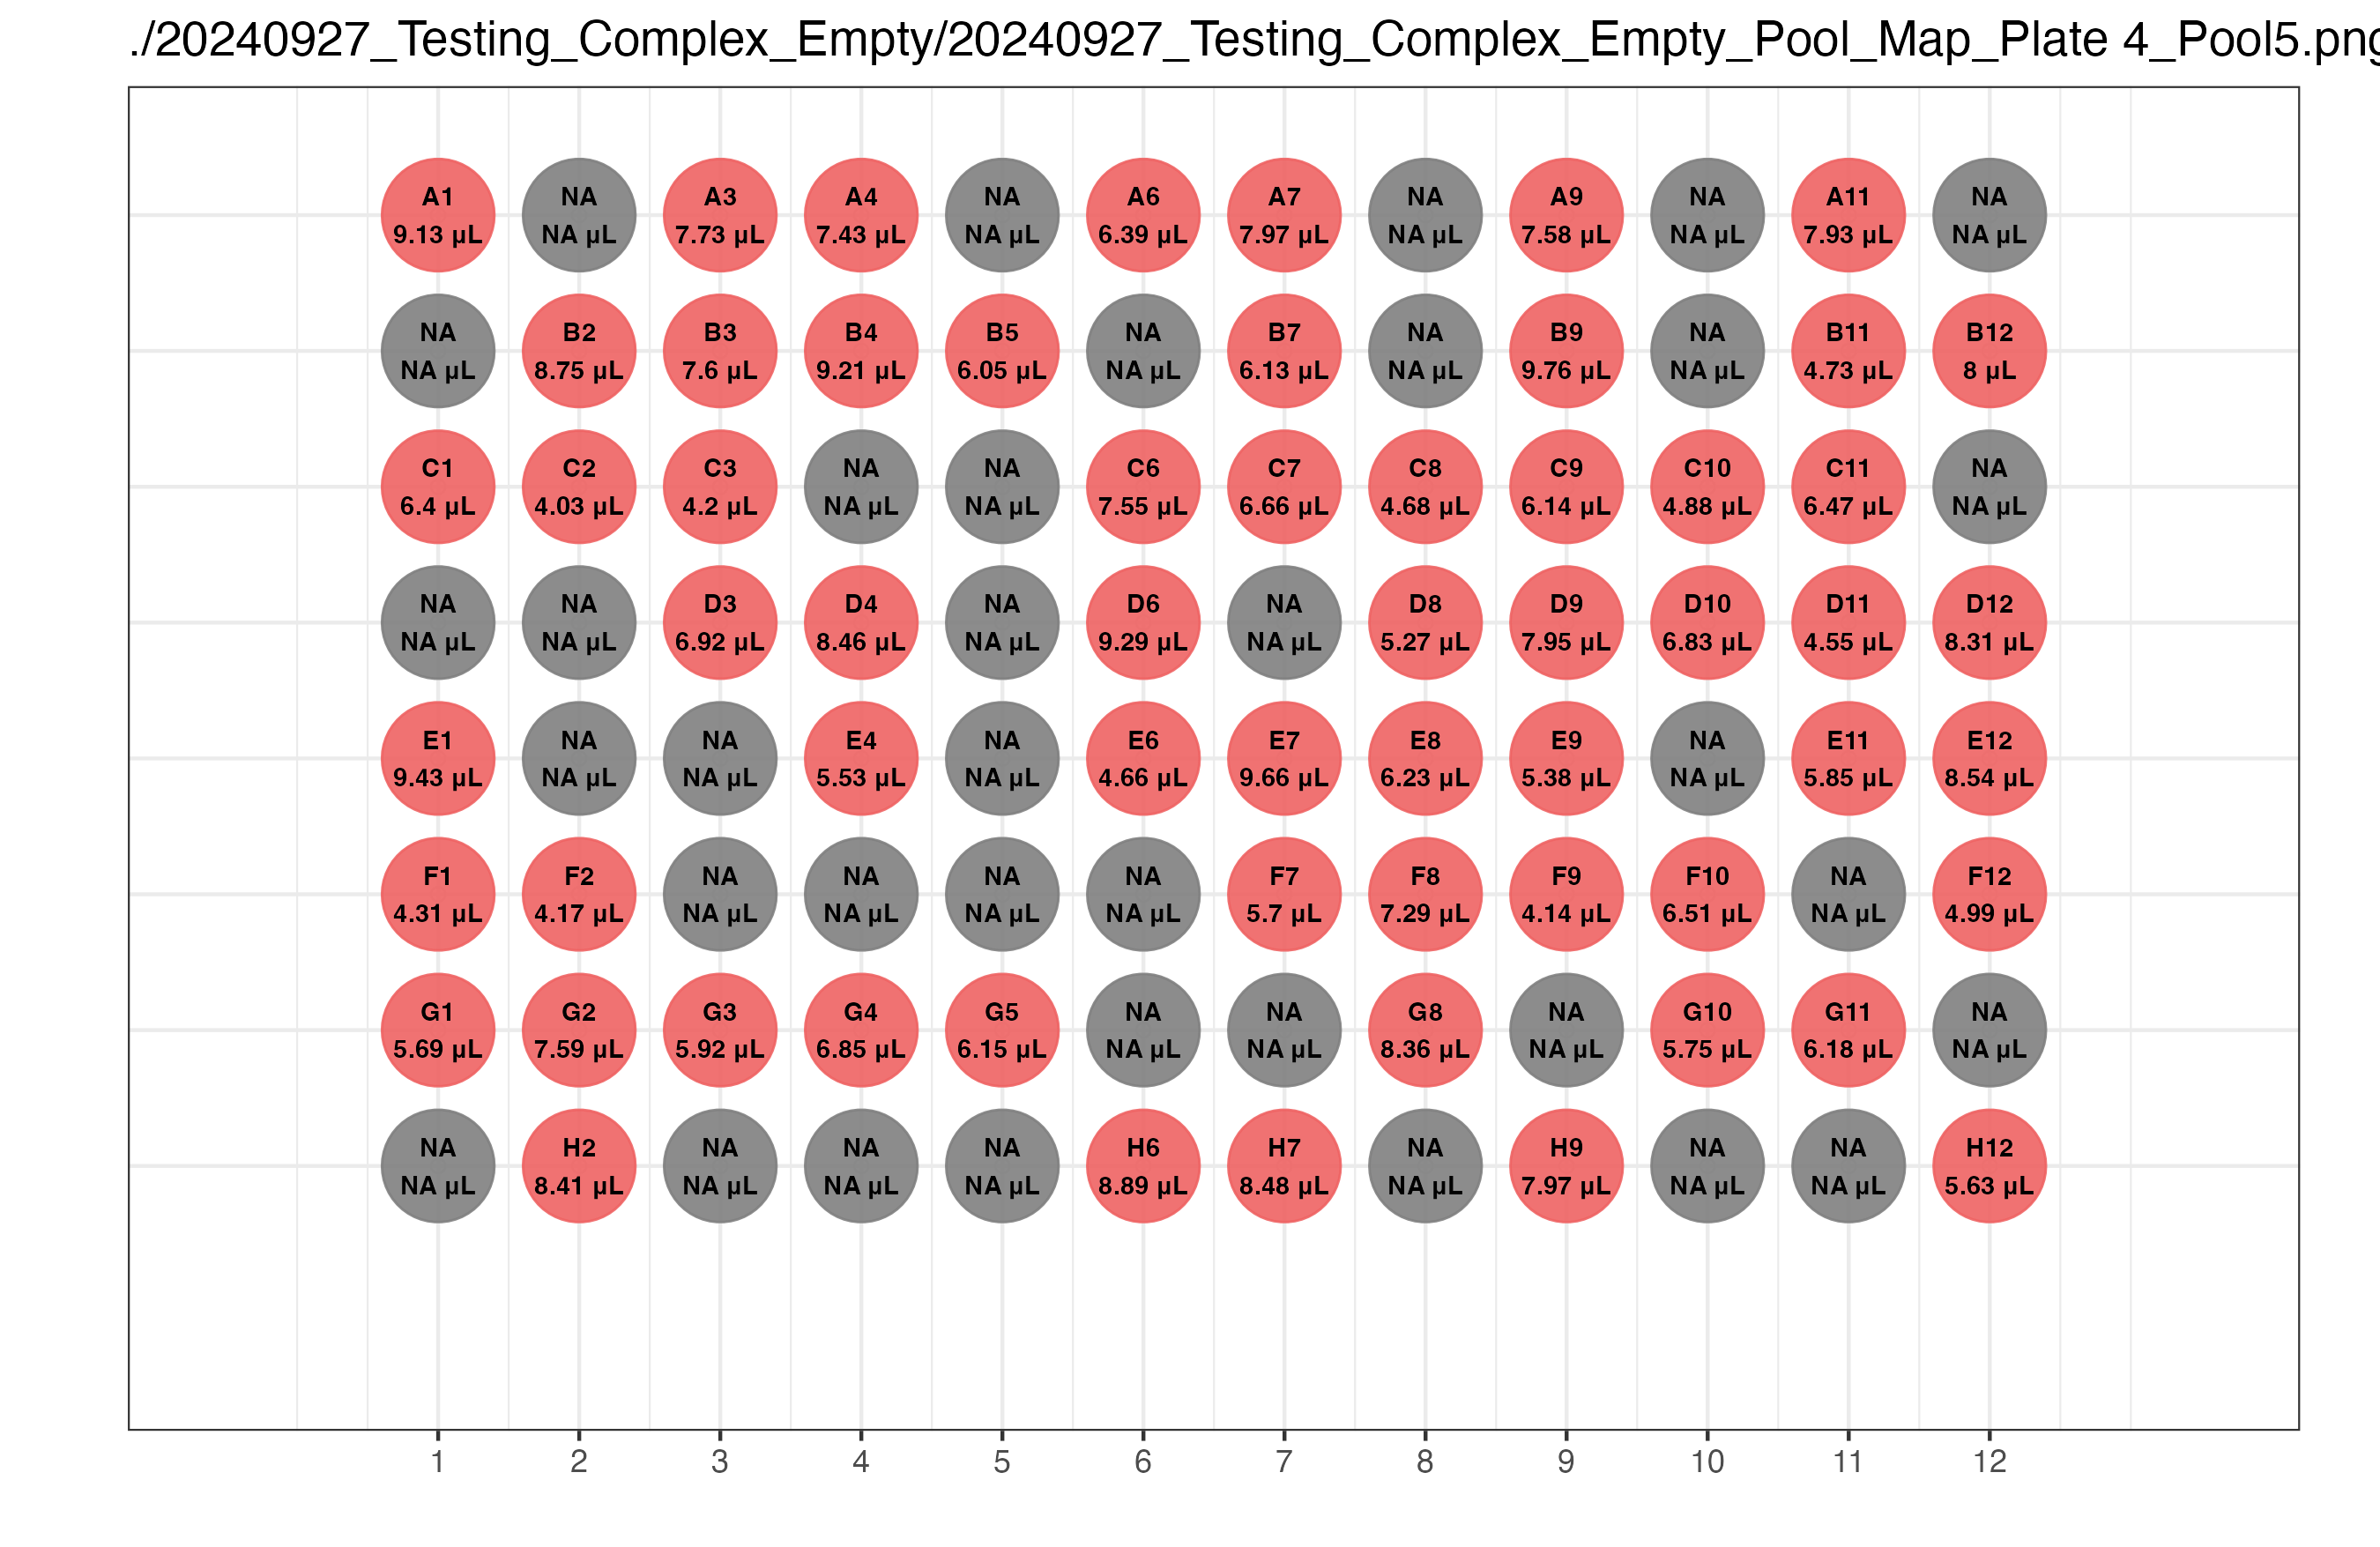 ./20240927_Testing_Complex_Empty/20240927_Testing_Complex_Empty_Pool_Map_Plate 4_Pool5.png
A1 NA A3 A4 NA A6 A7 NA A9 NA A11 NA
9.13 µL NA µL 7.73 µL 7.43 µL NA µL 6.39 µL 7.97 µL NA µL 7.58 µL NA µL 7.93 µL NA µL
NA B2 B3 B4 B5 NA B7 NA B9 NA B11 B12
NA µL 8.75 µL 7.6 µL 9.21 µL 6.05 µL NA µL 6.13 µL NA µL 9.76 µL NA µL 4.73 µL 8 µL
C1 C2 C3 NA NA C6 C7 C8 C9 C10 C11 NA
6.4 µL 4.03 µL 4.2 µL NA µL NA µL 7.55 µL 6.66 µL 4.68 µL 6.14 µL 4.88 µL 6.47 µL NA µL
NA NA D3 D4 NA D6 NA D8 D9 D10 D11 D12
NA µL NA µL 6.92 µL 8.46 µL NA µL 9.29 µL NA µL 5.27 µL 7.95 µL 6.83 µL 4.55 µL 8.31 µL
E1 NA NA E4 NA E6 E7 E8 E9 NA E11 E12
9.43 µL NA µL NA µL 5.53 µL NA µL 4.66 µL 9.66 µL 6.23 µL 5.38 µL NA µL 5.85 µL 8.54 µL
F1 F2 NA NA NA NA F7 F8 F9 F10 NA F12
4.31 µL 4.17 µL NA µL NA µL NA µL NA µL 5.7 µL 7.29 µL 4.14 µL 6.51 µL NA µL 4.99 µL
G1 G2 G3 G4 G5 NA NA G8 NA G10 G11 NA
5.69 µL 7.59 µL 5.92 µL 6.85 µL 6.15 µL NA µL NA µL 8.36 µL NA µL 5.75 µL 6.18 µL NA µL
NA H2 NA NA NA H6 H7 NA H9 NA NA H12
NA µL 8.41 µL NA µL NA µL NA µL 8.89 µL 8.48 µL NA µL 7.97 µL NA µL NA µL 5.63 µL
1 2 3 4 5 6 7 8 9 10 11 12